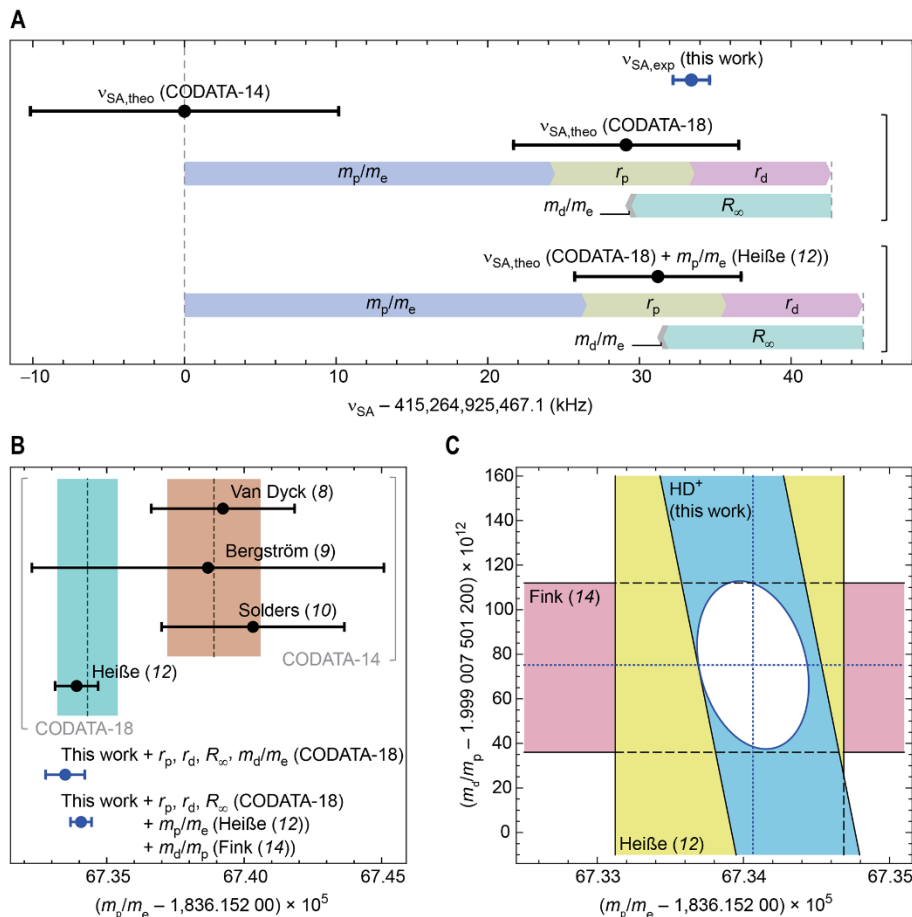 A
νSA,exp (this work)
νSA,theo (CODATA-14)
νSA,theo (CODATA-18)
mp/me
rp
rd
md/me
R∞
νSA,theo (CODATA-18) + mp/me (Heiße (12))
mp/me
rp
rd
md/me
R∞
−10 0 10 20 30 40
νSA – 415,264,925,467.1 (kHz)
B
Van Dyck (8)
Bergström (9)
Solders (10)
CODATA-14
Heiße (12)
CODATA-18
This work + rp, rd, R∞, md/me (CODATA-18)
This work + rp, rd, R∞ (CODATA-18)
+ mp/me (Heiße (12))
+ md/mp (Fink (14))
67.35 67.40 67.45
(mp/me – 1,836.152 00) × 10⁵
C
160
140
120
100
80
60
40
20
0
(md/mp – 1.999 007 501 200) × 10¹²
HD⁺
(this work)
Fink (14)
Heiße (12)
67.33 67.34 67.35
(mp/me – 1,836.152 00) × 10⁵